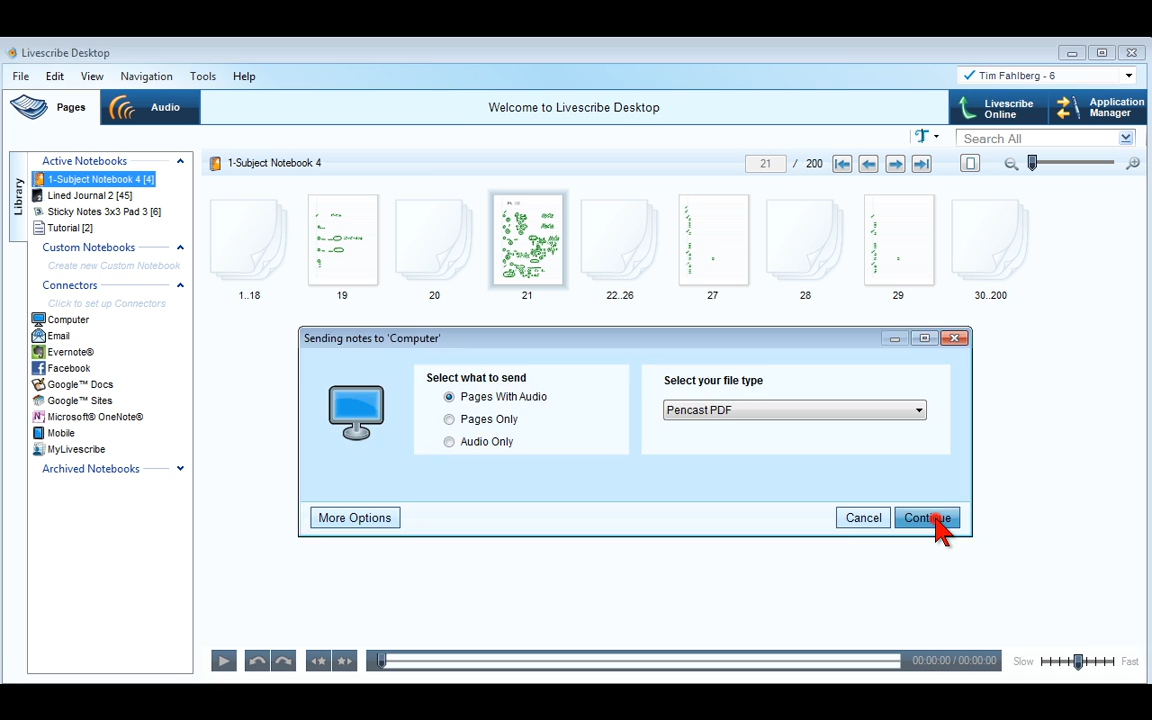 Livescribe Desktop
File Edit View Navigation Tools Help
Tim Fahlberg - 6
Pages Audio Welcome to Livescribe Desktop Livescribe Online Application Manager
Search All
1-Subject Notebook 4 21 / 200
Library
Active Notebooks
1-Subject Notebook 4 [4]
Lined Journal 2 [45]
Sticky Notes 3x3 Pad 3 [6]
Tutorial [2]
Custom Notebooks
Create new Custom Notebook
Connectors
Click to set up Connectors
Computer
Email
Evernote®
Facebook
Google™ Docs
Google™ Sites
Microsoft® OneNote®
Mobile
MyLivescribe
Archived Notebooks
1..18 19 20 21 22..26 27 28 29 30..200
Sending notes to 'Computer'
Select what to send
Pages With Audio
Pages Only
Audio Only
Select your file type
Pencast PDF
More Options Cancel Continue
00:00:00 / 00:00:00 Slow Fast